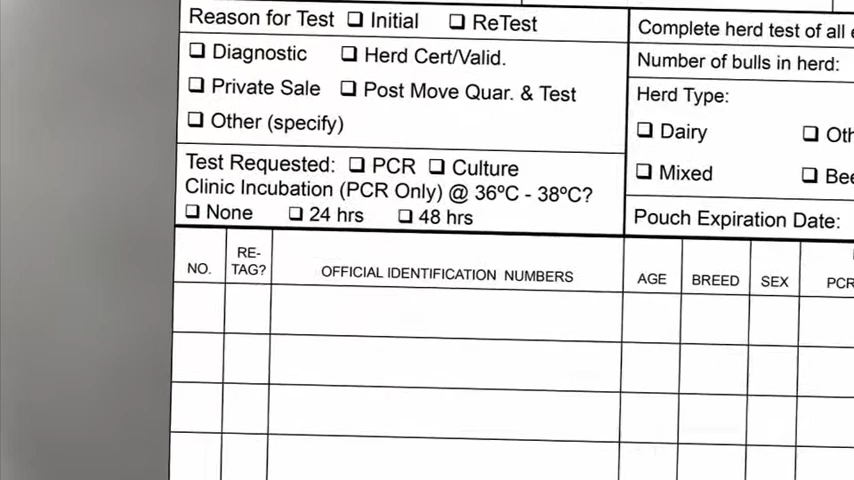 Reason for Test ❑ Initial ❑ ReTest
❑ Diagnostic ❑ Herd Cert/Valid.
❑ Private Sale ❑ Post Move Quar. & Test
❑ Other (specify)
Test Requested: ❑ PCR ❑ Culture
Clinic Incubation (PCR Only) @ 36ºC - 38ºC?
❑ None ❑ 24 hrs ❑ 48 hrs
Complete herd test of all
Number of bulls in herd:
Herd Type:
❑ Dairy ❑
❑ Mixed ❑
Pouch Expiration Date:
NO.
RE-
TAG?
OFFICIAL IDENTIFICATION NUMBERS
AGE
BREED
SEX
PCR